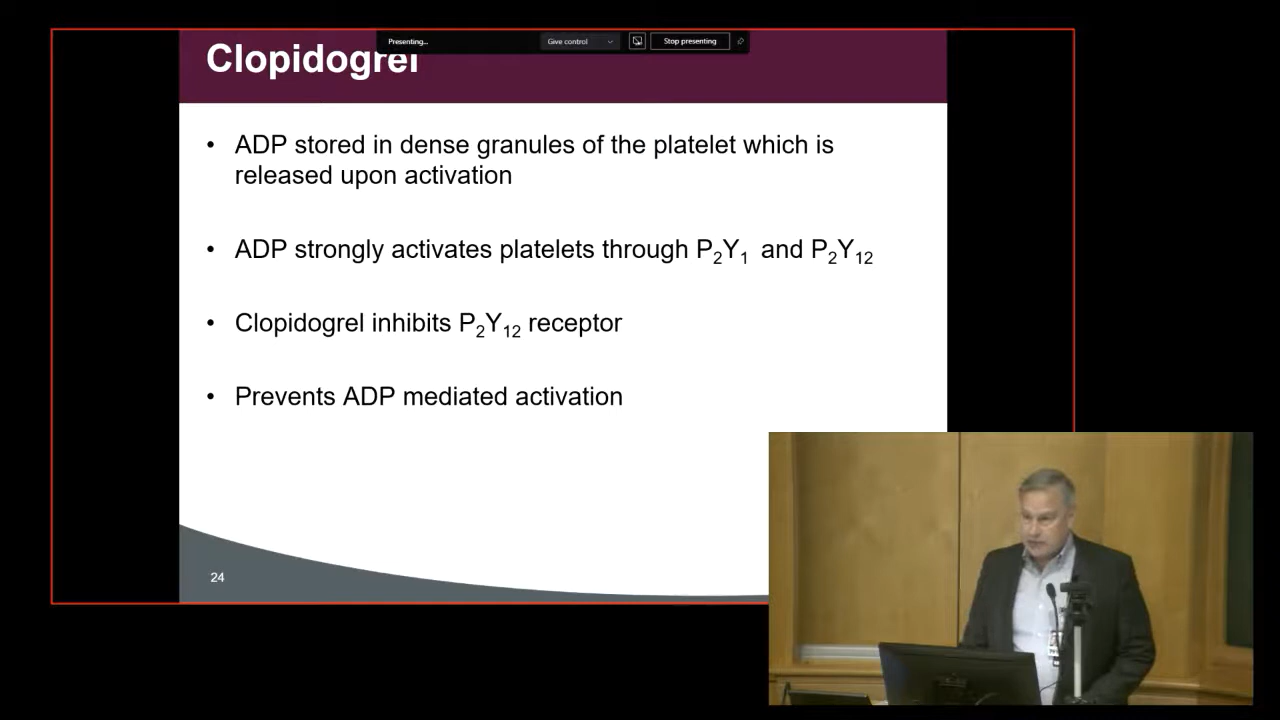 Presenting...
Give control
Stop presenting
Clopidogrel
• ADP stored in dense granules of the platelet which is
released upon activation
• ADP strongly activates platelets through P₂Y₁ and P₂Y₁₂
• Clopidogrel inhibits P₂Y₁₂ receptor
• Prevents ADP mediated activation
24